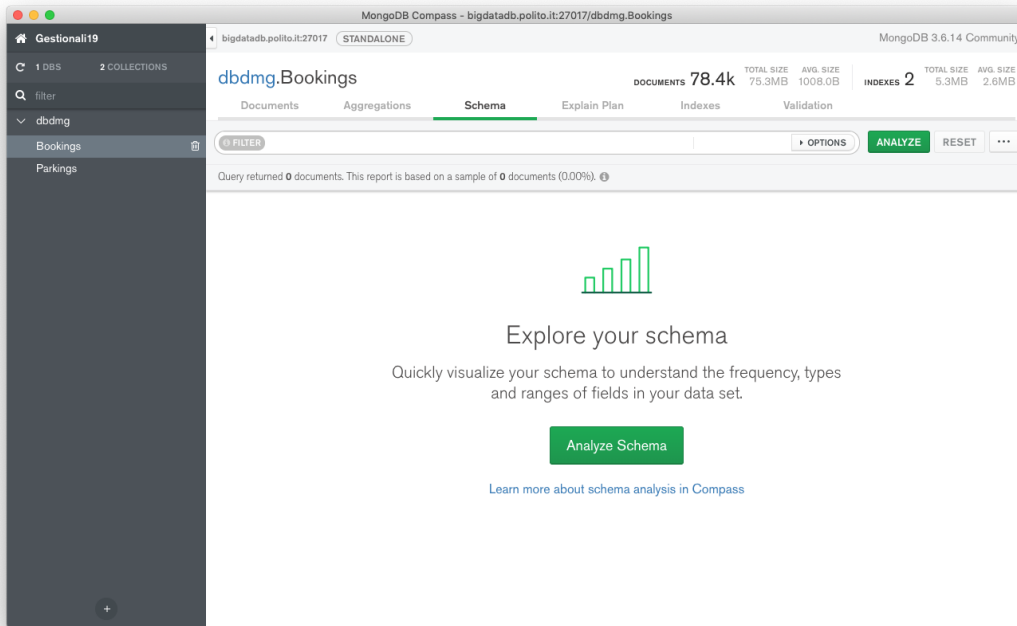 MongoDB Compass - bigdatadb.polito.it:27017/dbdmg.Bookings
Gestionali19
bigdatadb.polito.it:27017 STANDALONE MongoDB 3.6.14 Community
1 DBS 2 COLLECTIONS
filter
dbdmg
Bookings
Parkings
dbdmg.Bookings
DOCUMENTS 78.4k TOTAL SIZE 75.3MB AVG. SIZE 1008.0B INDEXES 2 TOTAL SIZE 5.3MB AVG. SIZE 2.6MB
Documents Aggregations Schema Explain Plan Indexes Validation
FILTER OPTIONS ANALYZE RESET ...
Query returned 0 documents. This report is based on a sample of 0 documents (0.00%).
Explore your schema
Quickly visualize your schema to understand the frequency, types
and ranges of fields in your data set.
Analyze Schema
Learn more about schema analysis in Compass